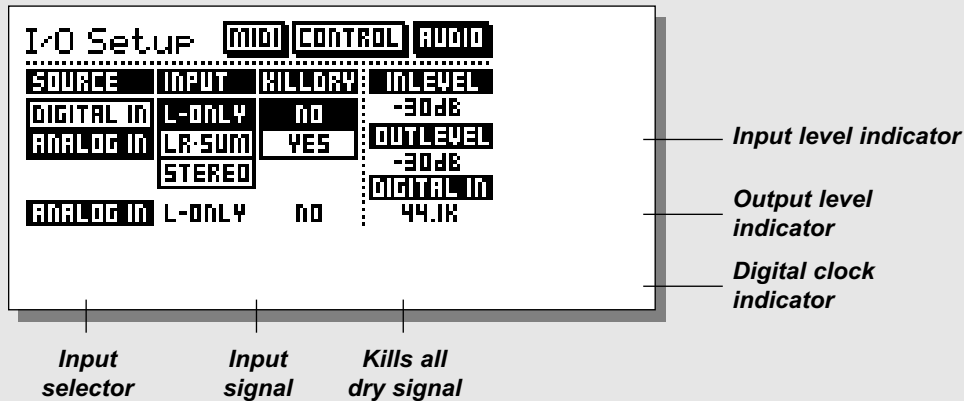 I/O Setup MIDI CONTROL AUDIO
SOURCE INPUT KILLDRY INLEVEL
DIGITAL IN L-ONLY NO -30dB
ANALOG IN LR-SUM YES OUTLEVEL
STEREO -30dB
DIGITAL IN
ANALOG IN L-ONLY NO 44.1K
Input level indicator
Output level
indicator
Digital clock
indicator
Input
selector
Input
signal
Kills all
dry signal